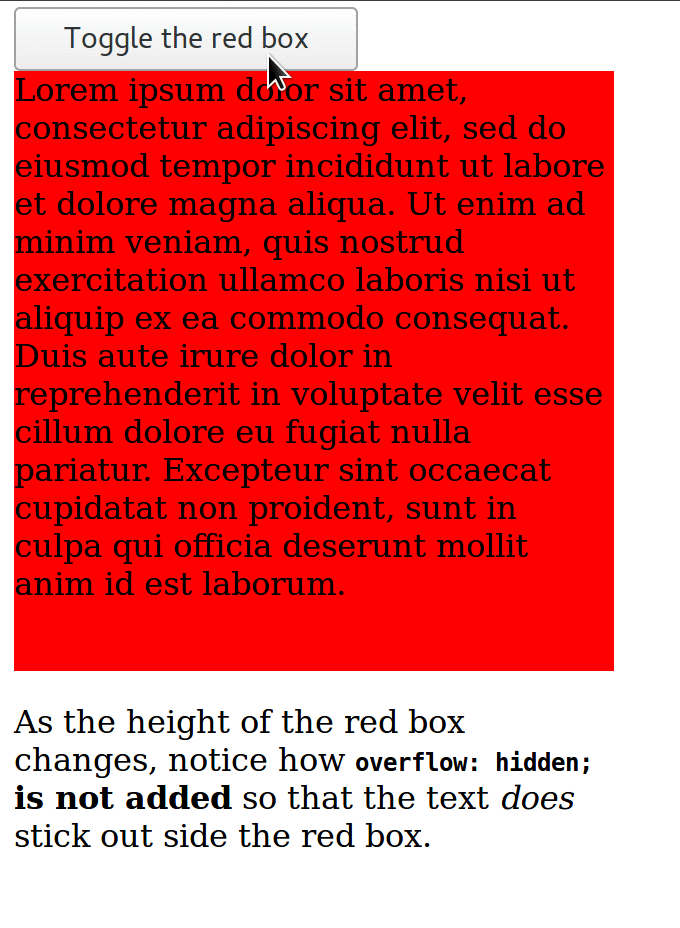 Toggle the red box
Lorem ipsum dolor sit amet,
consectetur adipiscing elit, sed do
eiusmod tempor incididunt ut labore
et dolore magna aliqua. Ut enim ad
minim veniam, quis nostrud
exercitation ullamco laboris nisi ut
aliquip ex ea commodo consequat.
Duis aute irure dolor in
reprehenderit in voluptate velit esse
cillum dolore eu fugiat nulla
pariatur. Excepteur sint occaecat
cupidatat non proident, sunt in
culpa qui officia deserunt mollit
anim id est laborum.
As the height of the red box
changes, notice how overflow: hidden;
is not added so that the text does
stick out side the red box.